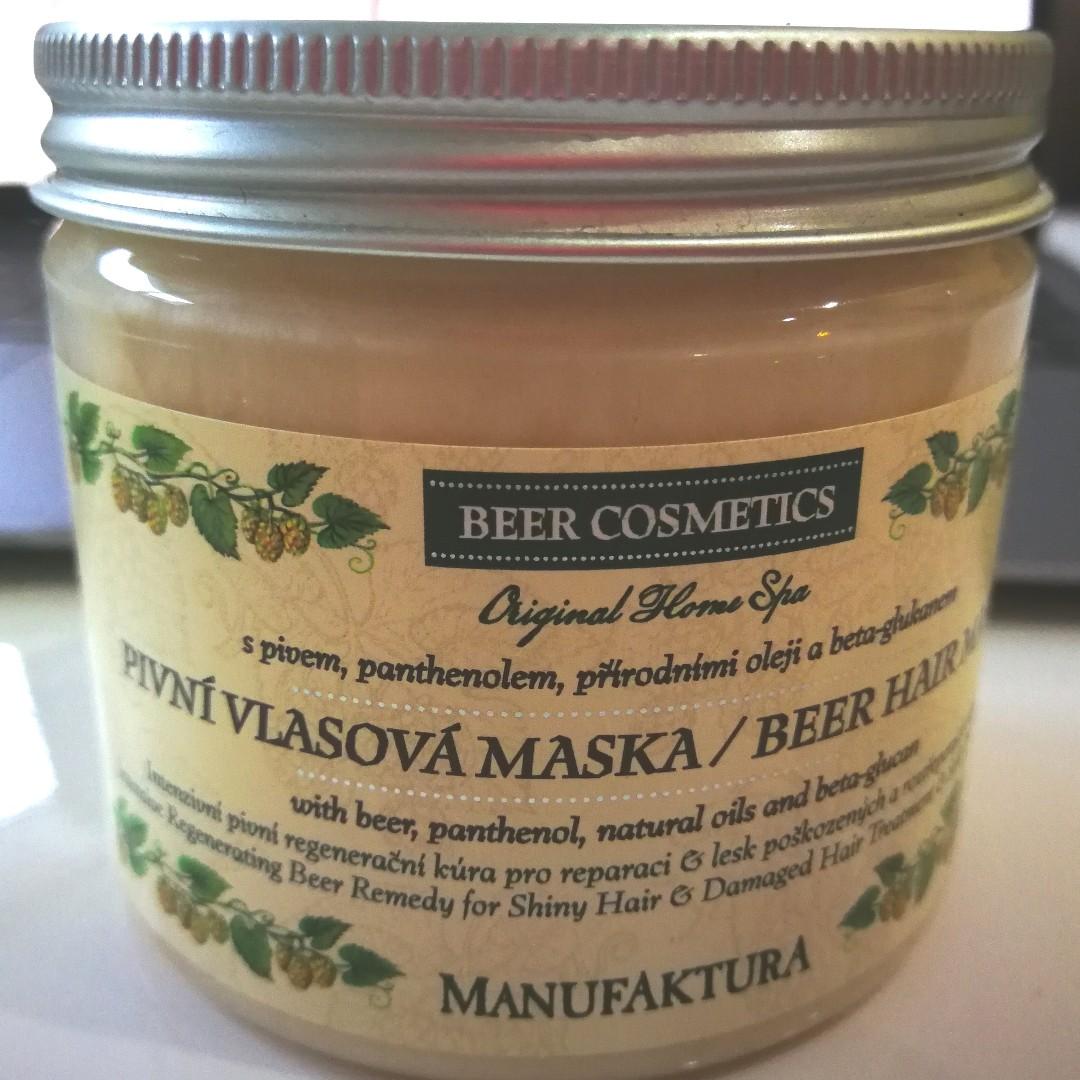 BEER COSMETICS
Original Home Spa
s pivem, panthenolem, přírodními oleji a beta-glukanem
PIVNÍ VLASOVÁ MASKA / BEER HAIR
with beer, panthenol, natural oils and beta-glucan
Intenzivní pivní regenerační kúra pro reparaci & lesk poškozených a
Regenerating Beer Remedy for Shiny Hair & Damaged Hair Treatment
MANUFAKTURA